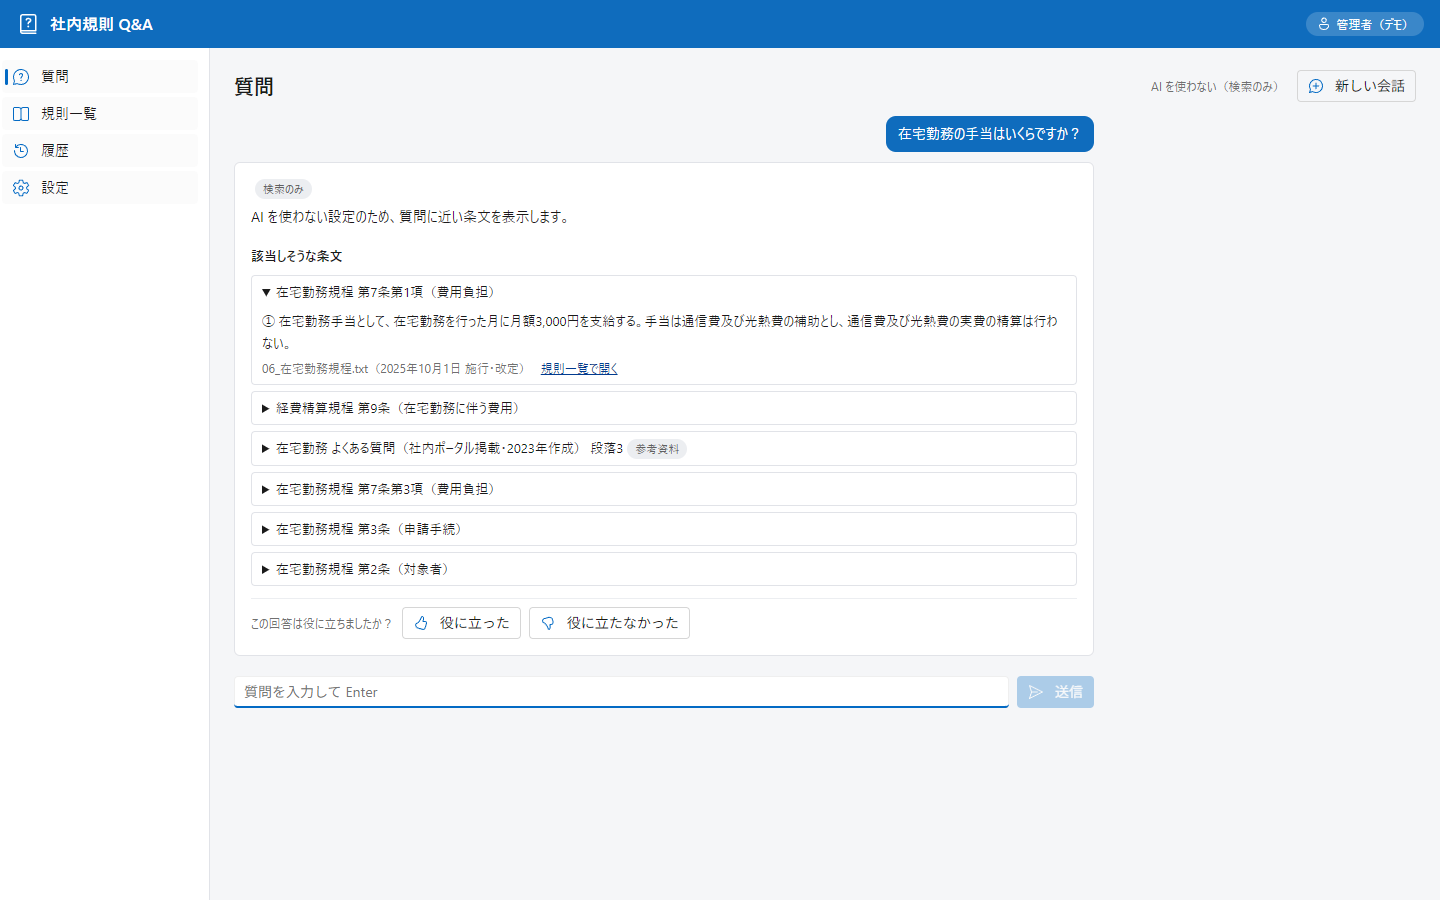 社内規則 Q&A
管理者（デモ）
質問
規則一覧
履歴
設定
質問
AI を使わない（検索のみ）
新しい会話
在宅勤務の手当はいくらですか？
検索のみ
AI を使わない設定のため、質問に近い条文を表示します。
該当しそうな条文
▼ 在宅勤務規程 第7条第1項（費用負担）
① 在宅勤務手当として、在宅勤務を行った月に月額3,000円を支給する。手当は通信費及び光熱費の補助とし、通信費及び光熱費の実費の精算は行わ
ない。
06_在宅勤務規程.txt（2025年10月1日 施行・改定） 規則一覧で開く
▶ 経費精算規程 第9条（在宅勤務に伴う費用）
▶ 在宅勤務 よくある質問（社内ポータル掲載・2023年作成） 段落3 参考資料
▶ 在宅勤務規程 第7条第3項（費用負担）
▶ 在宅勤務規程 第3条（申請手続）
▶ 在宅勤務規程 第2条（対象者）
この回答は役に立ちましたか？ 役に立った 役に立たなかった
質問を入力して Enter
送信